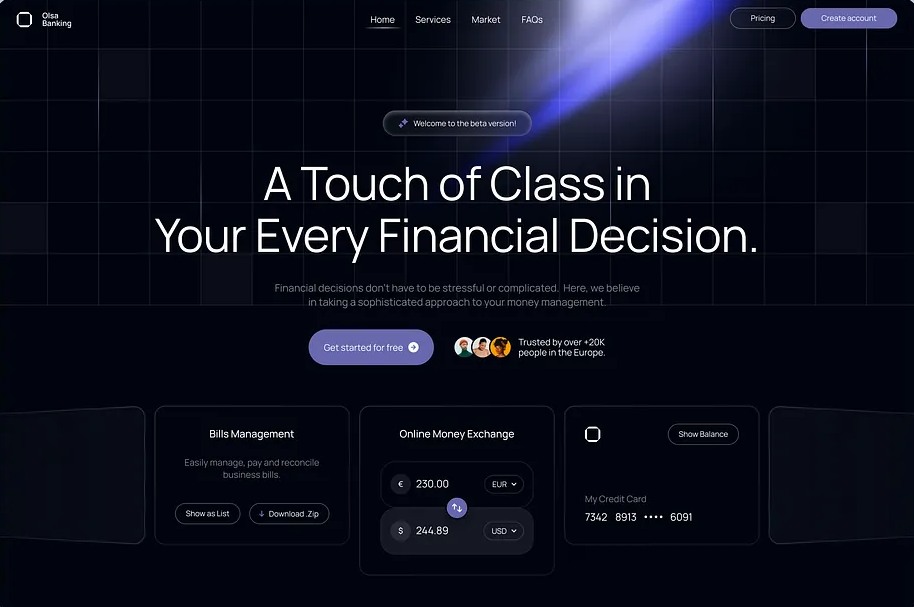 Olsa
Banking
Home Services Market FAQs
Pricing
Create account
Welcome to the beta version!
A Touch of Class in
Your Every Financial Decision.
Financial decisions don't have to be stressful or complicated. Here, we believe
in taking a sophisticated approach to your money management.
Get started for free
Trusted by over +20K
people in the Europe.
Bills Management
Easily manage, pay and reconcile
business bills.
Show as List
Download .Zip
Online Money Exchange
€ 230.00 EUR
$ 244.89 USD
Show Balance
My Credit Card
7342 8913 •••• 6091